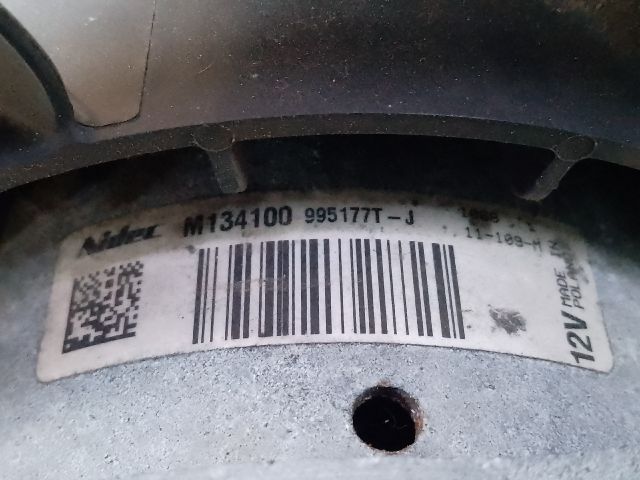 Nidec M134100 995177T-J
11-109-M
12V MADE IN
POLAND